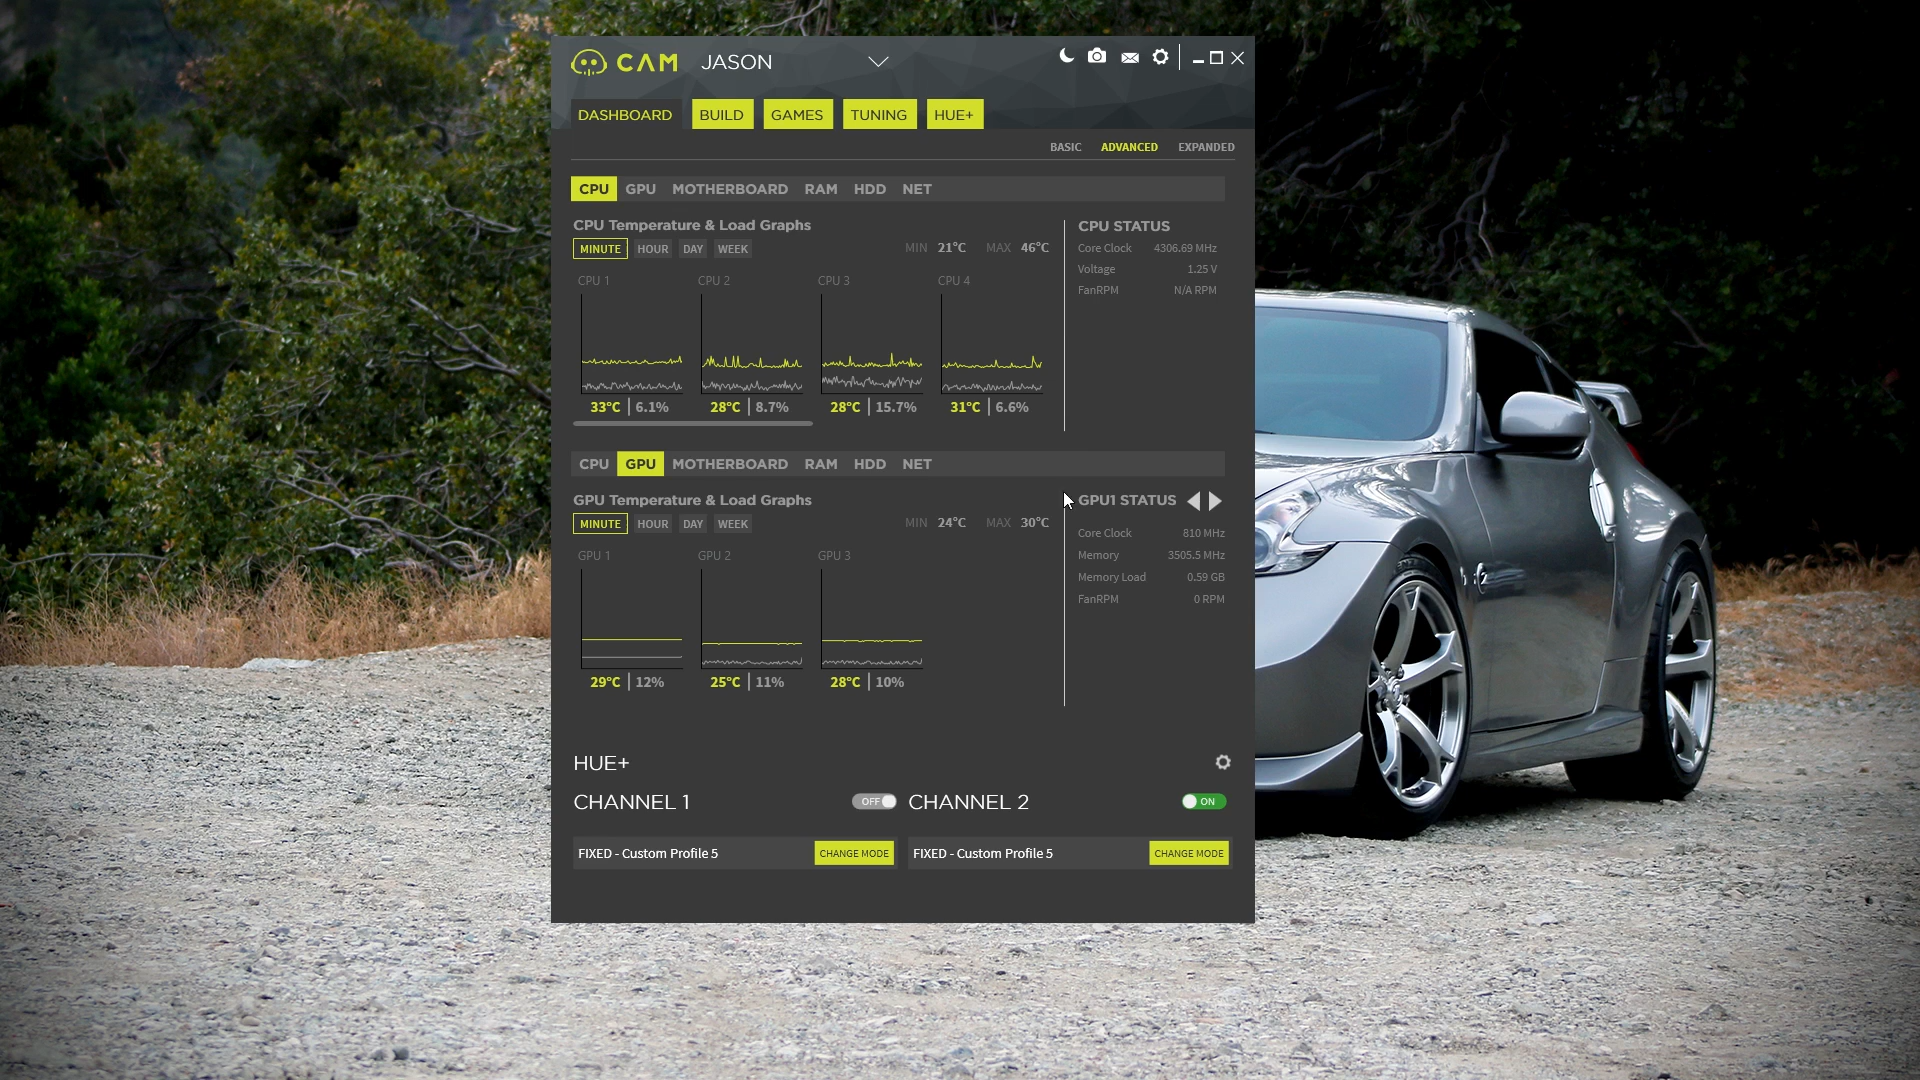 CAM JASON
DASHBOARD BUILD GAMES TUNING HUE+
BASIC ADVANCED EXPANDED
CPU GPU MOTHERBOARD RAM HDD NET
CPU Temperature & Load Graphs
MINUTE HOUR DAY WEEK MIN 21°C MAX 46°C
CPU 1 CPU 2 CPU 3 CPU 4
33°C 6.1% 28°C 8.7% 28°C 15.7% 31°C 6.6%
CPU STATUS
Core Clock 4306.69 MHz
Voltage 1.25 V
FanRPM N/A RPM
CPU GPU MOTHERBOARD RAM HDD NET
GPU Temperature & Load Graphs
MINUTE HOUR DAY WEEK MIN 24°C MAX 30°C
GPU 1 GPU 2 GPU 3
29°C 12% 25°C 11% 28°C 10%
GPU1 STATUS
Core Clock 810 MHz
Memory 3505.5 MHz
Memory Load 0.59 GB
FanRPM 0 RPM
HUE+
CHANNEL 1 OFF CHANNEL 2 ON
FIXED - Custom Profile 5 CHANGE MODE FIXED - Custom Profile 5 CHANGE MODE